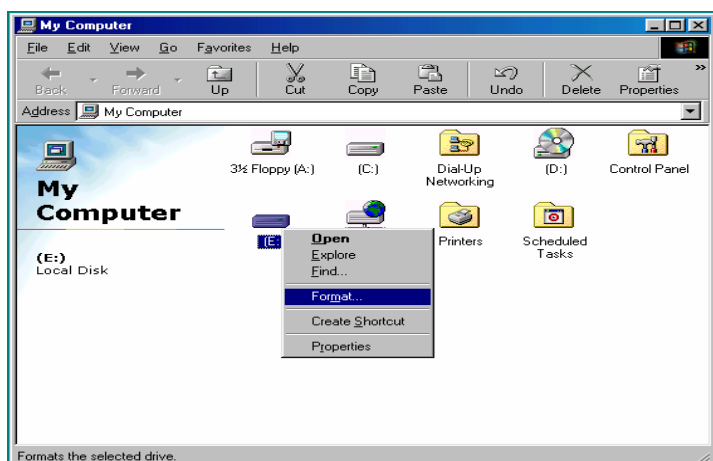 My Computer
File Edit View Go Favorites Help
Back Forward Up Cut Copy Paste Undo Delete Properties »
Address My Computer
My
Computer
(E:)
Local Disk
3½ Floppy (A:) (C:) Dial-Up
Networking (D:) Control Panel
(E: Printers Scheduled
Tasks
Open
Explore
Find...
Format...
Create Shortcut
Properties
Formats the selected drive.